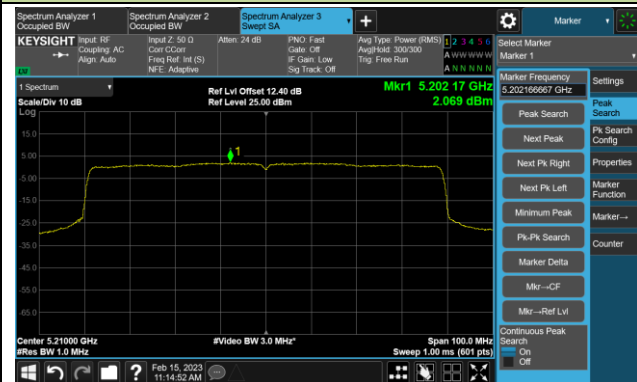 Spectrum Analyzer 1
Occupied BW
Spectrum Analyzer 2
Occupied BW
Spectrum Analyzer 3
Swept SA
Marker
KEYSIGHT
Input: RF
Coupling: AC
Align: Auto
Input Z: 50 Ω
Corr CCorr
Freq Ref: Int (S)
NFE: Adaptive
Atten: 24 dB
PNO: Fast
Gate: Off
IF Gain: Low
Sig Track: Off
Avg Type: Power (RMS)
Avg|Hold: 300/300
Trig: Free Run
1 2 3 4 5 6
A W W W W W
A N N N N N
LXI
Select Marker
Marker 1
1 Spectrum
Scale/Div 10 dB
Log
Ref Lvl Offset 12.40 dB
Ref Level 25.00 dBm
Mkr1 5.202 17 GHz
2.069 dBm
Marker Frequency
5.202166667 GHz
Settings
Peak Search
Next Peak
Next Pk Right
Next Pk Left
Minimum Peak
Pk-Pk Search
Marker Delta
Mkr→CF
Mkr→Ref Lvl
Continuous Peak
Search
On
Off
Peak
Search
Pk Search
Config
Properties
Marker
Function
Marker→
Counter
15.0
5.00
-5.00
-15.0
-25.0
-35.0
-45.0
-55.0
-65.0
1
Center 5.21000 GHz
#Res BW 1.0 MHz
#Video BW 3.0 MHz*
Span 100.0 MHz
Sweep 1.00 ms (601 pts)
?
Feb 15, 2023
11:14:52 AM